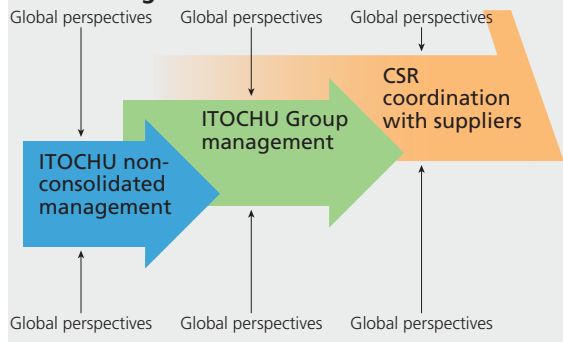 Global perspectives Global perspectives Global perspectives
CSR
coordination
with suppliers
ITOCHU Group
management
ITOCHU non-
consolidated
management
Global perspectives Global perspectives Global perspectives